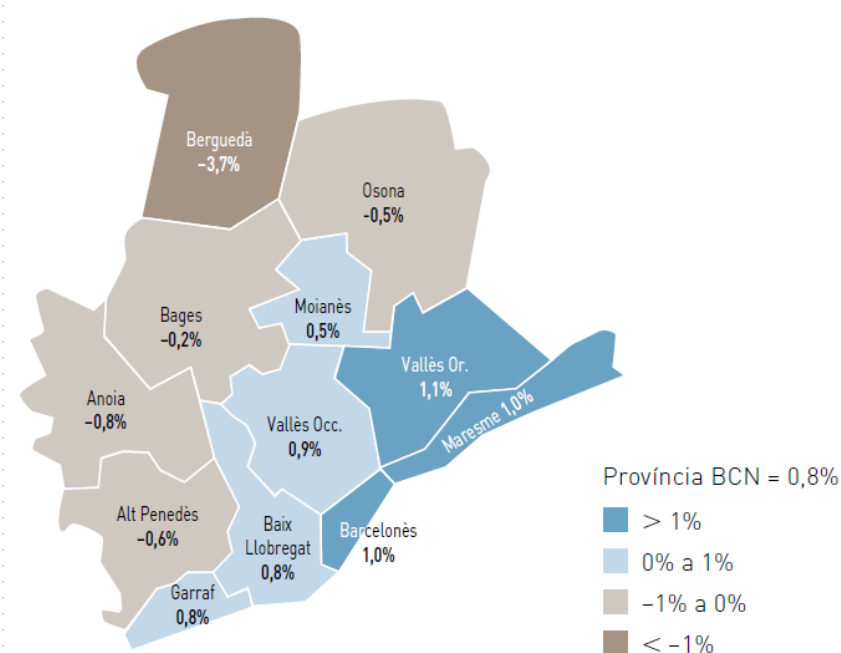 Berguedà
−3,7%
Osona
-0,5%
Bages
−0,2%
Moianès
0,5%
Vallès Or.
1,1%
Maresme 1,0%
Anoia
−0,8%
Vallès Occ.
0,9%
Alt Penedès
−0,6%
Baix
Llobregat
0,8%
Barcelonès
1,0%
Garraf
0,8%
Província BCN = 0,8%
> 1%
0% a 1%
−1% a 0%
< −1%